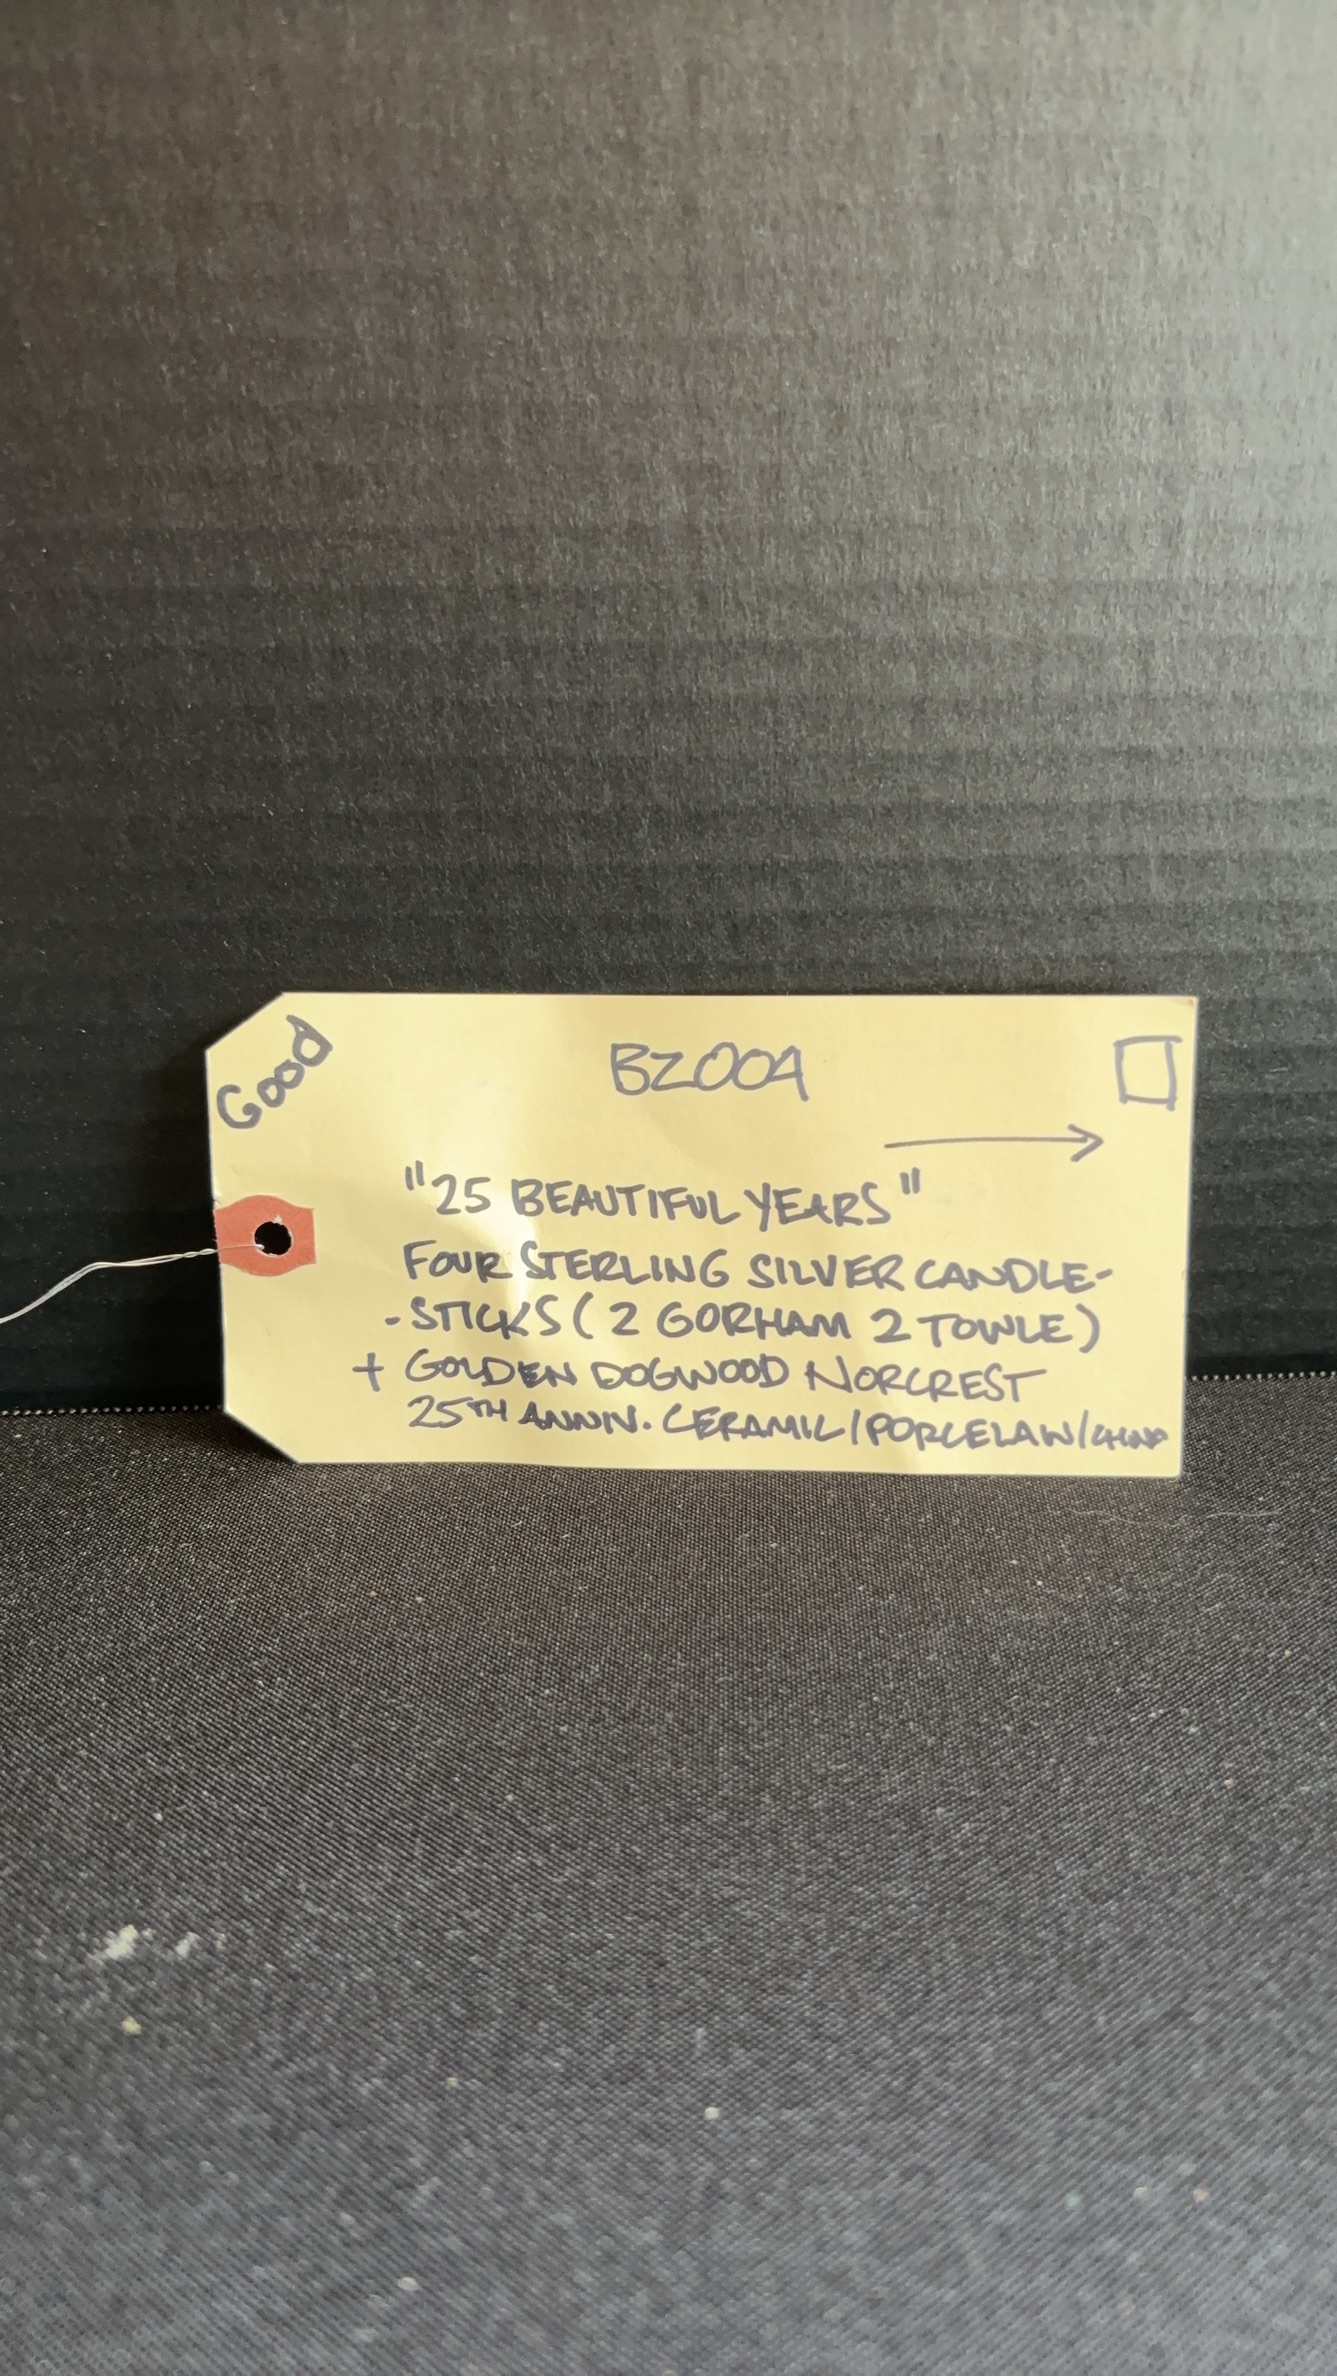 Good
BZ004
"25 BEAUTIFUL YEARS"
FOUR STERLING SILVER CANDLE-
-STICKS (2 GORHAM 2 TOWLE)
+ GOLDEN DOGWOOD NORCREST
25TH ANNIV. CERAMIC/PORCELAIN/CHINA